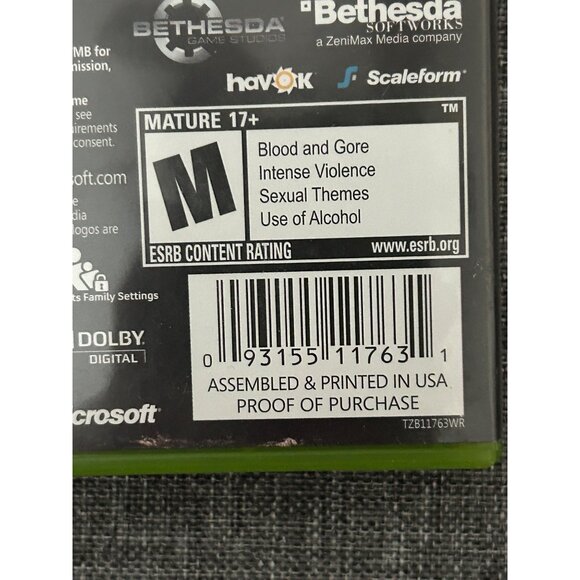 BETHESDA
GAME STUDIOS
Bethesda
SOFTWORKS
a ZeniMax Media company
MB for
mission,
havok
Scaleform
me
see
irements
consent.
soft.com
e
dia
logos are
MATURE 17+
TM
M
Blood and Gore
Intense Violence
Sexual Themes
Use of Alcohol
ESRB CONTENT RATING
www.esrb.org
ts Family Settings
DOLBY
DIGITAL
crosoft
0 93155 11763 1
ASSEMBLED & PRINTED IN USA
PROOF OF PURCHASE
TZB11763WR